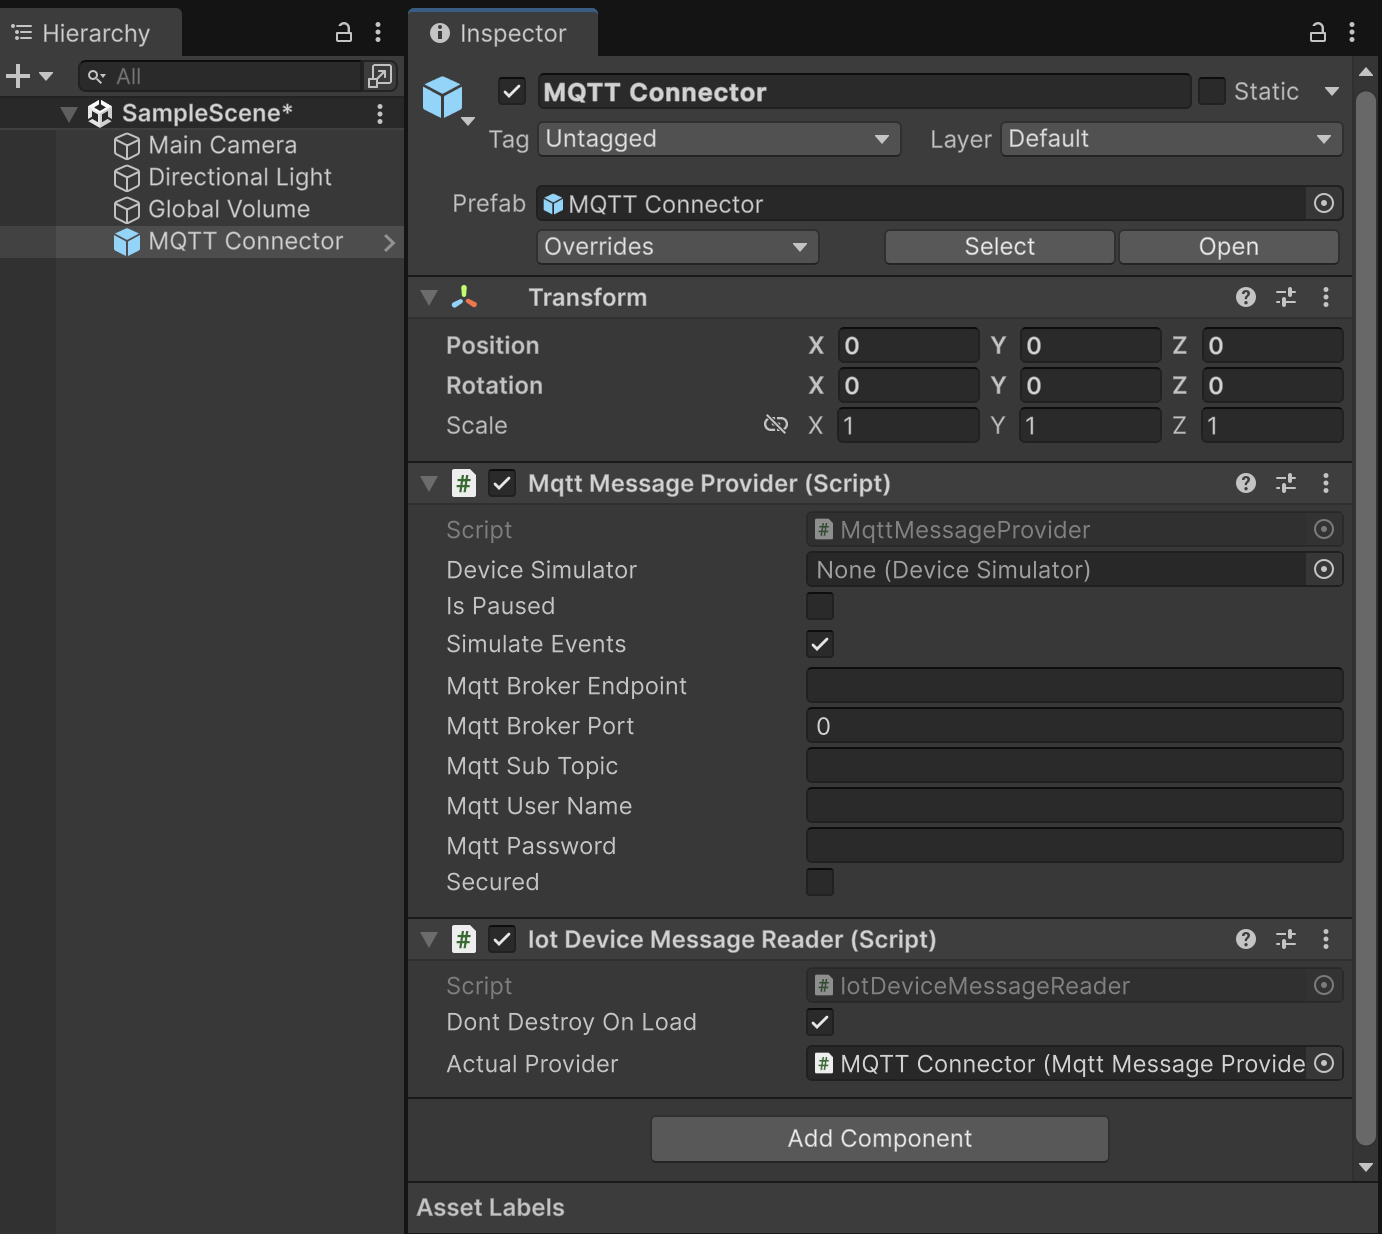 Hierarchy
All
SampleScene*
Main Camera
Directional Light
Global Volume
MQTT Connector
Inspector
MQTT Connector
Static
Tag Untagged Layer Default
Prefab MQTT Connector
Overrides Select Open
Transform
Position X 0 Y 0 Z 0
Rotation X 0 Y 0 Z 0
Scale X 1 Y 1 Z 1
# Mqtt Message Provider (Script)
Script # MqttMessageProvider
Device Simulator None (Device Simulator)
Is Paused
Simulate Events
Mqtt Broker Endpoint
Mqtt Broker Port 0
Mqtt Sub Topic
Mqtt User Name
Mqtt Password
Secured
# Iot Device Message Reader (Script)
Script # IotDeviceMessageReader
Dont Destroy On Load
Actual Provider # MQTT Connector (Mqtt Message Provide
Add Component
Asset Labels